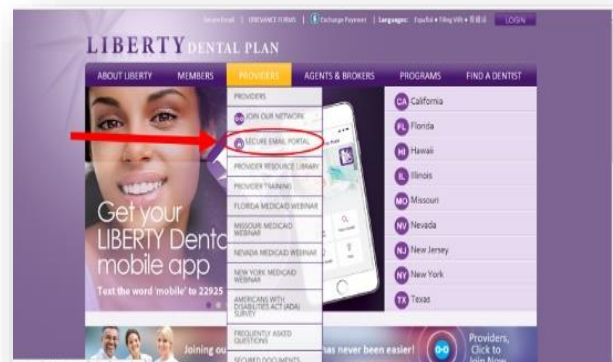 Secure Email | GRIEVANCE FORMS | Exchange Payment | Languages: Español • Tiếng Việt • 繁體中文 LOGIN
LIBERTY DENTAL PLAN
ABOUT LIBERTY MEMBERS PROVIDERS AGENTS & BROKERS PROGRAMS FIND A DENTIST
PROVIDERS
JOIN OUR NETWORK
SECURE EMAIL PORTAL
PROVIDER RESOURCE LIBRARY
PROVIDER TRAINING
FLORIDA MEDICAID WEBINAR
MISSOURI MEDICAID
WEBINAR
NEVADA MEDICAID WEBINAR
NEW YORK MEDICAID
WEBINAR
AMERICANS WITH
DISABILITIES ACT (ADA)
SURVEY
FREQUENTLY ASKED
QUESTIONS
SECURED DOCUMENTS
CA California
FL Florida
HI Hawaii
IL Illinois
MO Missouri
NV Nevada
NJ New Jersey
NY New York
TX Texas
Get your
LIBERTY Denta
mobile app
Text the word 'mobile' to 22925
Joining ou
has never been easier!
Providers,
Click to
Join Now